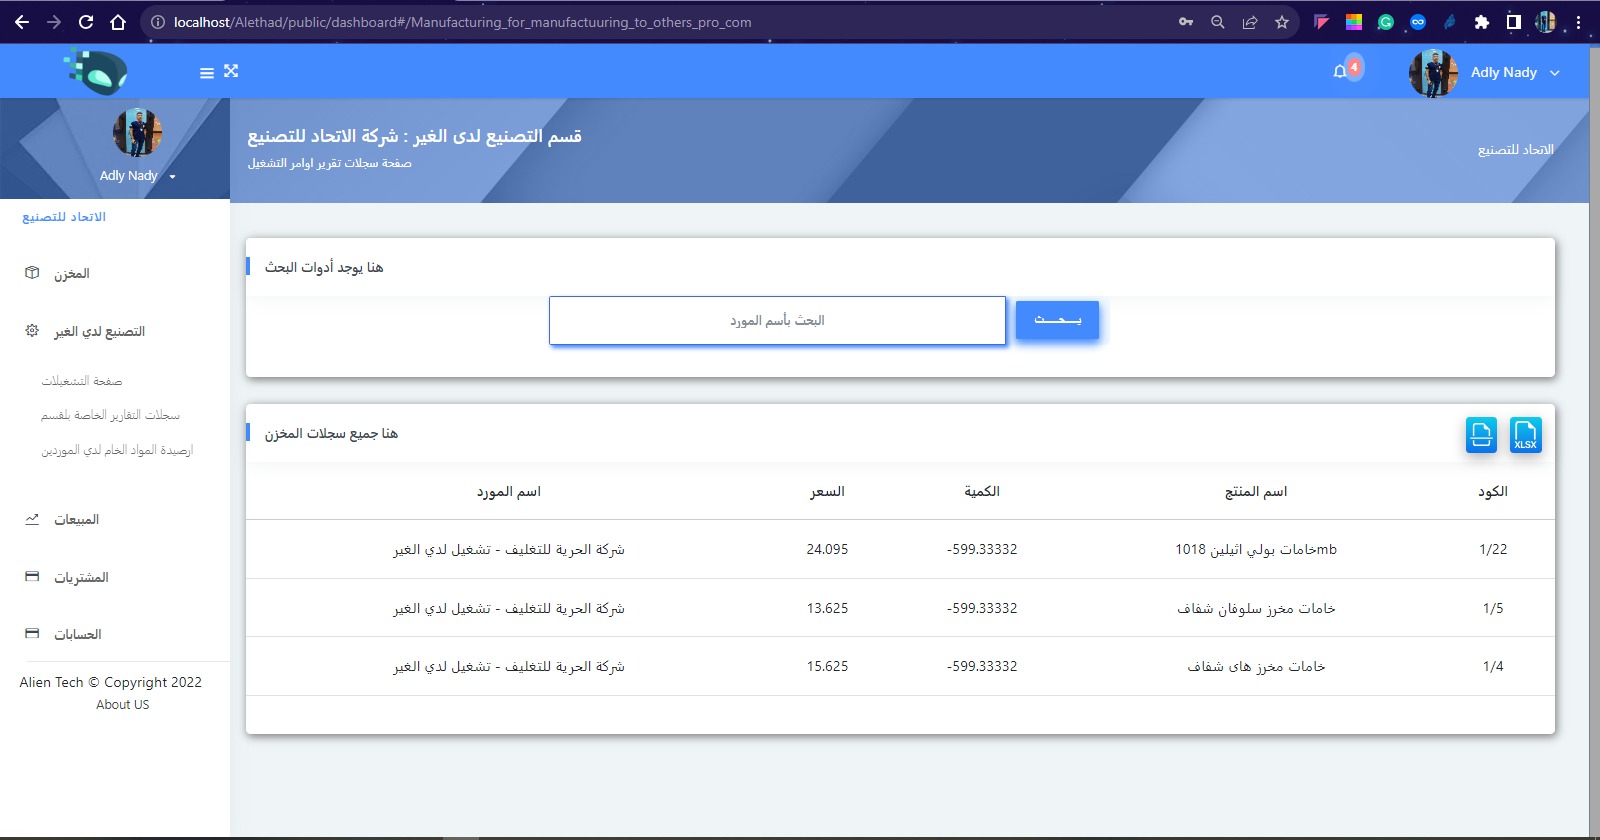 localhost/Alethad/public/dashboard#/Manufacturing_for_manufactuuring_to_others_pro_com
4
Adly Nady
Adly Nady
قسم التصنيع لدى الغير : شركة الاتحاد للتصنيع
صفحة سجلات تقرير اوامر التشغيل
الاتحاد للتصنيع
الاتحاد للتصنيع
المخزن
التصنيع لدي الغير
صفحة التشغيلات
سجلات التقارير الخاصة بلقسم
ارصيدة المواد الخام لدي الموردين
المبيعات
المشتريات
الحسابات
Alien Tech © Copyright 2022
About US
هنا يوجد أدوات البحث
البحث بأسم المورد
بـــحـــث
هنا جميع سجلات المخزن
XLSX
الكود اسم المنتج الكمية السعر اسم المورد
1/22 خامات بولي اثيلين 1018mb -599.33332 24.095 شركة الحرية للتغليف - تشغيل لدي الغير
1/5 خامات مخرز سلوفان شفاف -599.33332 13.625 شركة الحرية للتغليف - تشغيل لدي الغير
1/4 خامات مخرز هاى شفاف -599.33332 15.625 شركة الحرية للتغليف - تشغيل لدي الغير